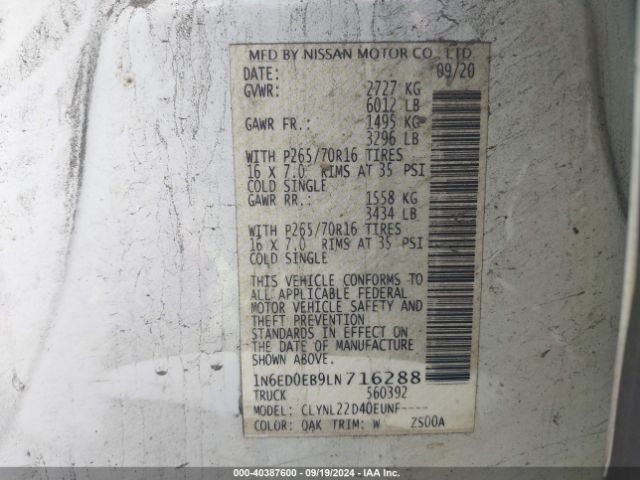 MFD BY NISSAN MOTOR CO., LTD.
DATE: 09/20
GVWR: 2727 KG
6012 LB
GAWR FR.: 1495 KG
3296 LB
WITH P265/70R16 TIRES
16 X 7.0 RIMS AT 35 PSI
COLD SINGLE
GAWR RR.: 1558 KG
3434 LB
WITH P265/70R16 TIRES
16 X 7.0 RIMS AT 35 PSI
COLD SINGLE
THIS VEHICLE CONFORMS TO
ALL APPLICABLE FEDERAL
MOTOR VEHICLE SAFETY AND
THEFT PREVENTION
STANDARDS IN EFFECT ON
THE DATE OF MANUFACTURE
SHOWN ABOVE.
1N6ED0EB9LN716288
TRUCK 560392
MODEL: CLYNL22D40EUNF----
COLOR: QAK TRIM: W ZS00A
000-40387600 - 09/19/2024 - IAA Inc.